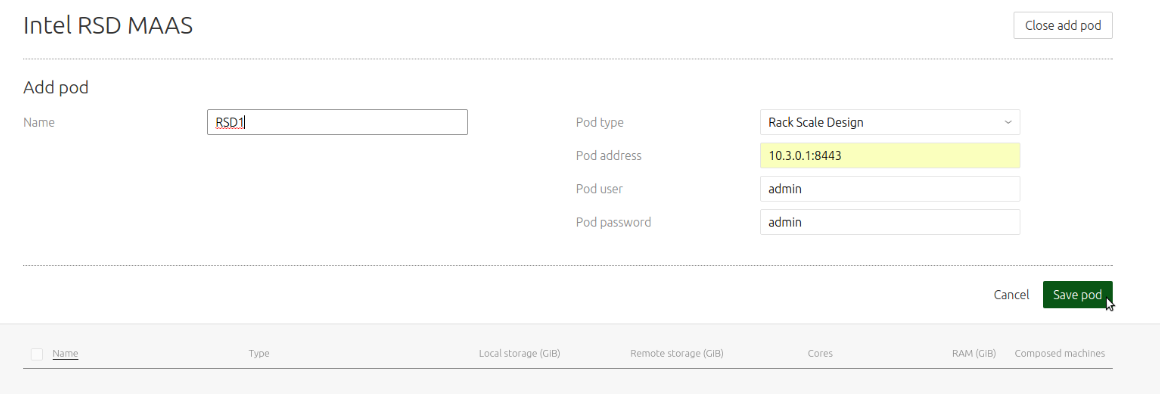 Intel RSD MAAS
Close add pod
Add pod
Name RSD1 Pod type Rack Scale Design
Pod address 10.3.0.1:8443
Pod user admin
Pod password admin
Cancel Save pod
Name Type Local storage (GIB) Remote storage (GIB) Cores RAM (GIB) Composed machines